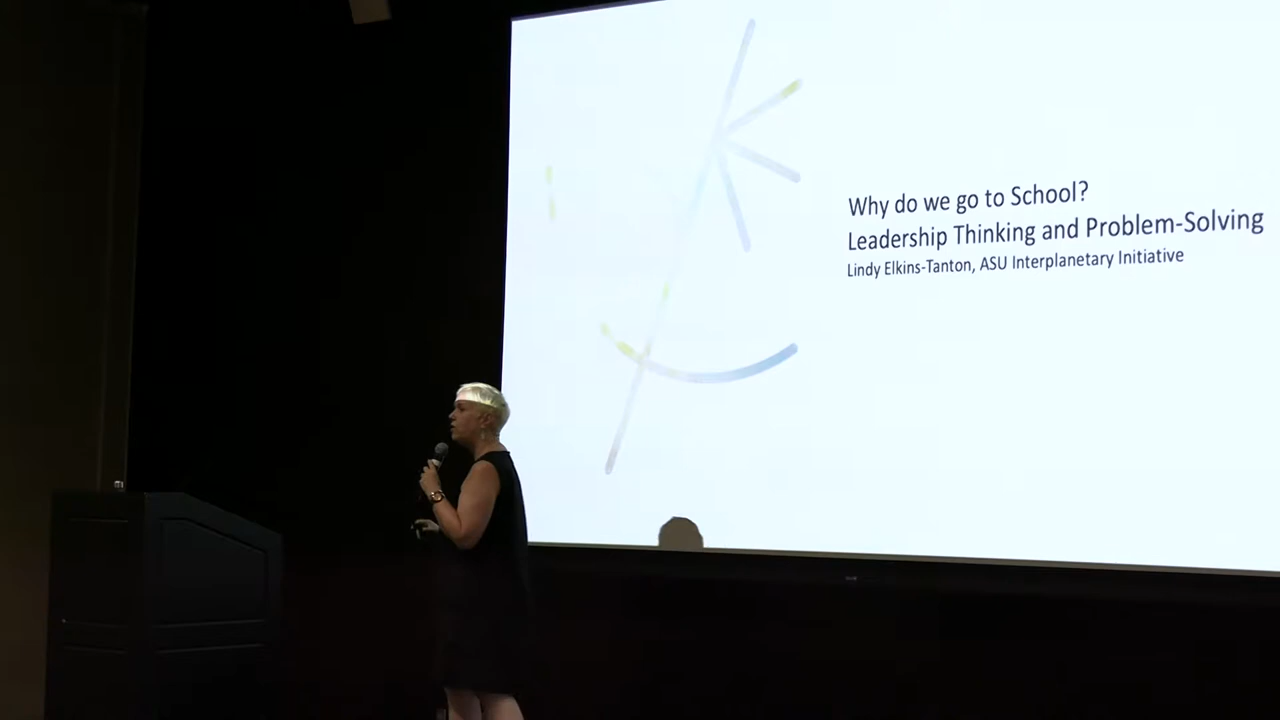 Why do we go to School?
Leadership Thinking and Problem-Solving
Lindy Elkins-Tanton, ASU Interplanetary Initiative